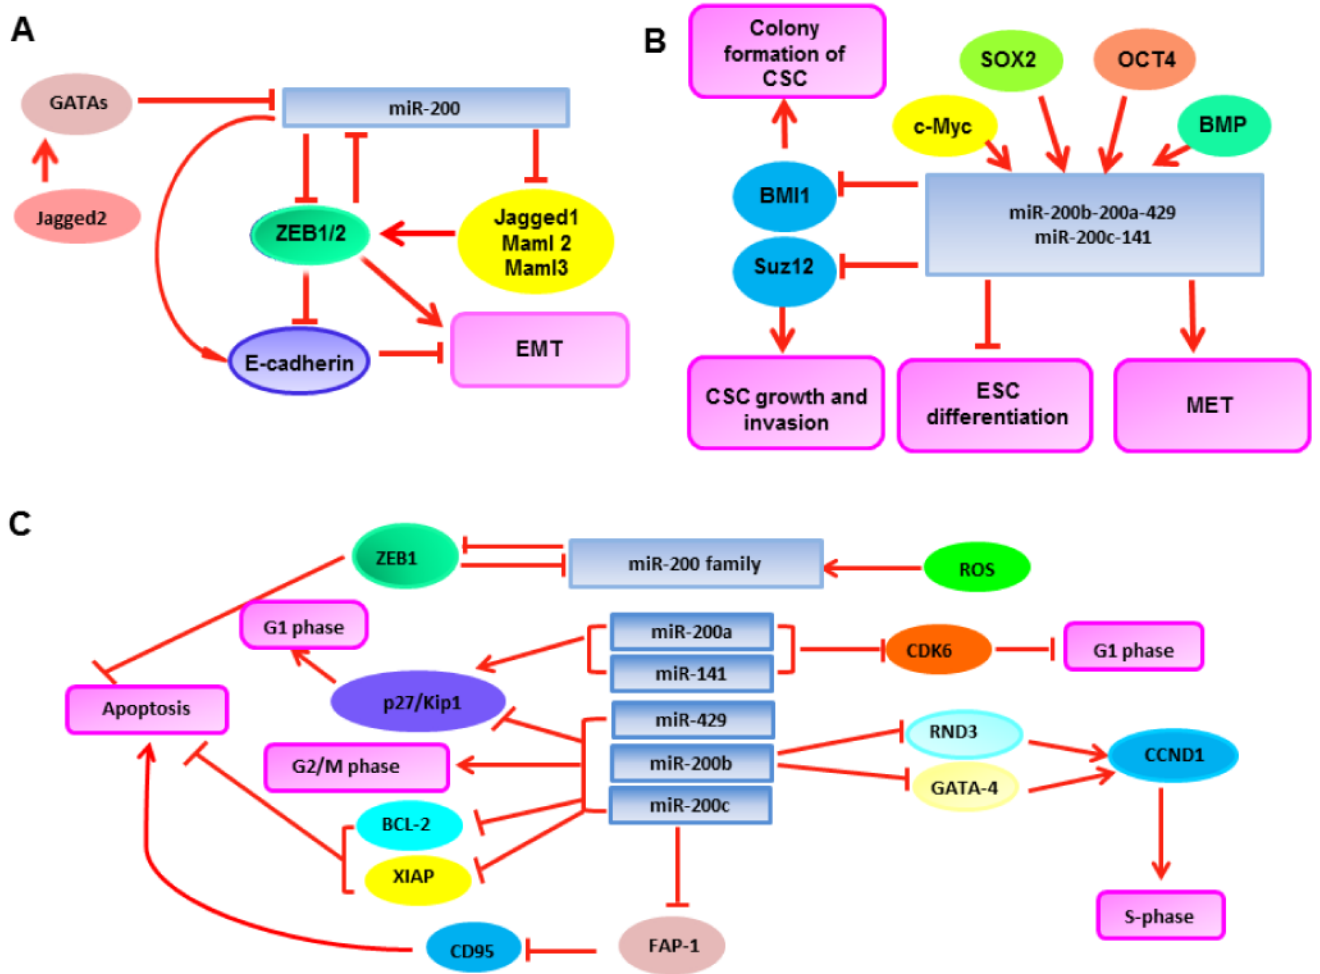 A
GATAs
miR-200
Jagged2
ZEB1/2
Jagged1
Maml 2
Maml3
E-cadherin
EMT
B
Colony
formation of
CSC
SOX2
OCT4
c-Myc
BMP
BMI1
miR-200b-200a-429
miR-200c-141
Suz12
CSC growth and
invasion
ESC
differentiation
MET
C
ZEB1
miR-200 family
ROS
G1 phase
miR-200a
miR-141
CDK6
G1 phase
p27/Kip1
Apoptosis
miR-429
miR-200b
miR-200c
RND3
GATA-4
CCND1
G2/M phase
BCL-2
XIAP
S-phase
CD95
FAP-1